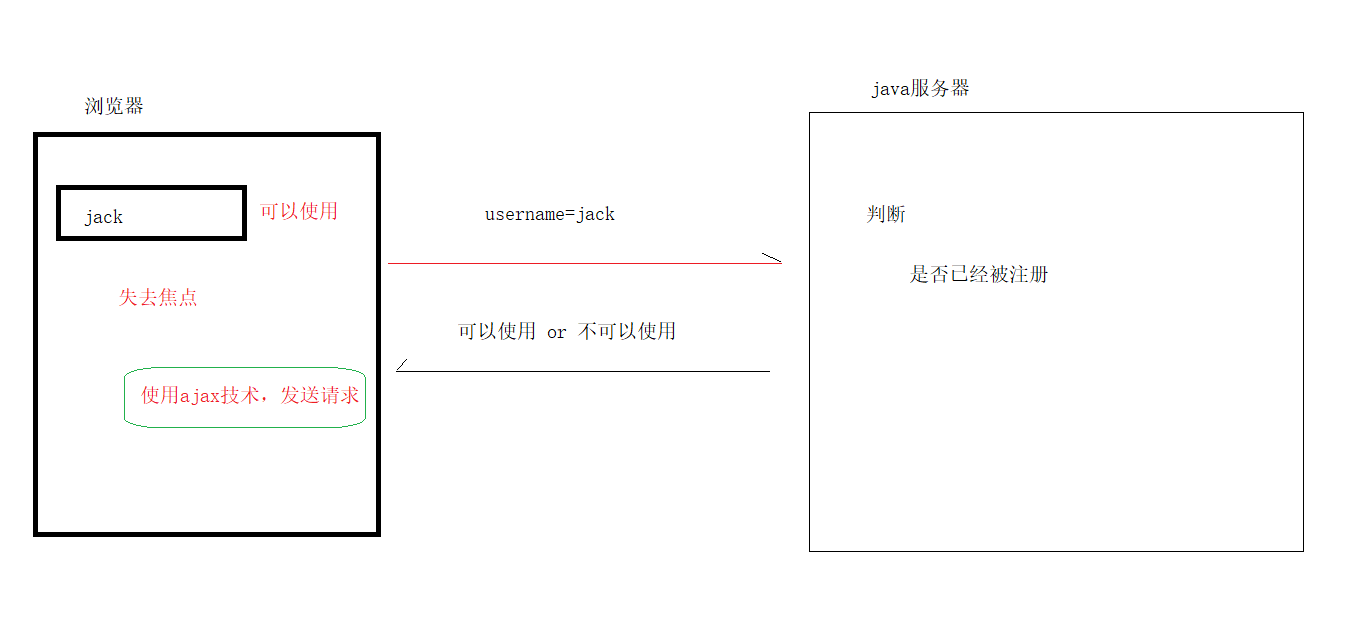 浏览器
java服务器
jack
可以使用
username=jack
判断
是否已经被注册
失去焦点
可以使用 or 不可以使用
使用ajax技术，发送请求